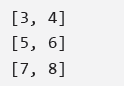 [3, 4]
[5, 6]
[7, 8]